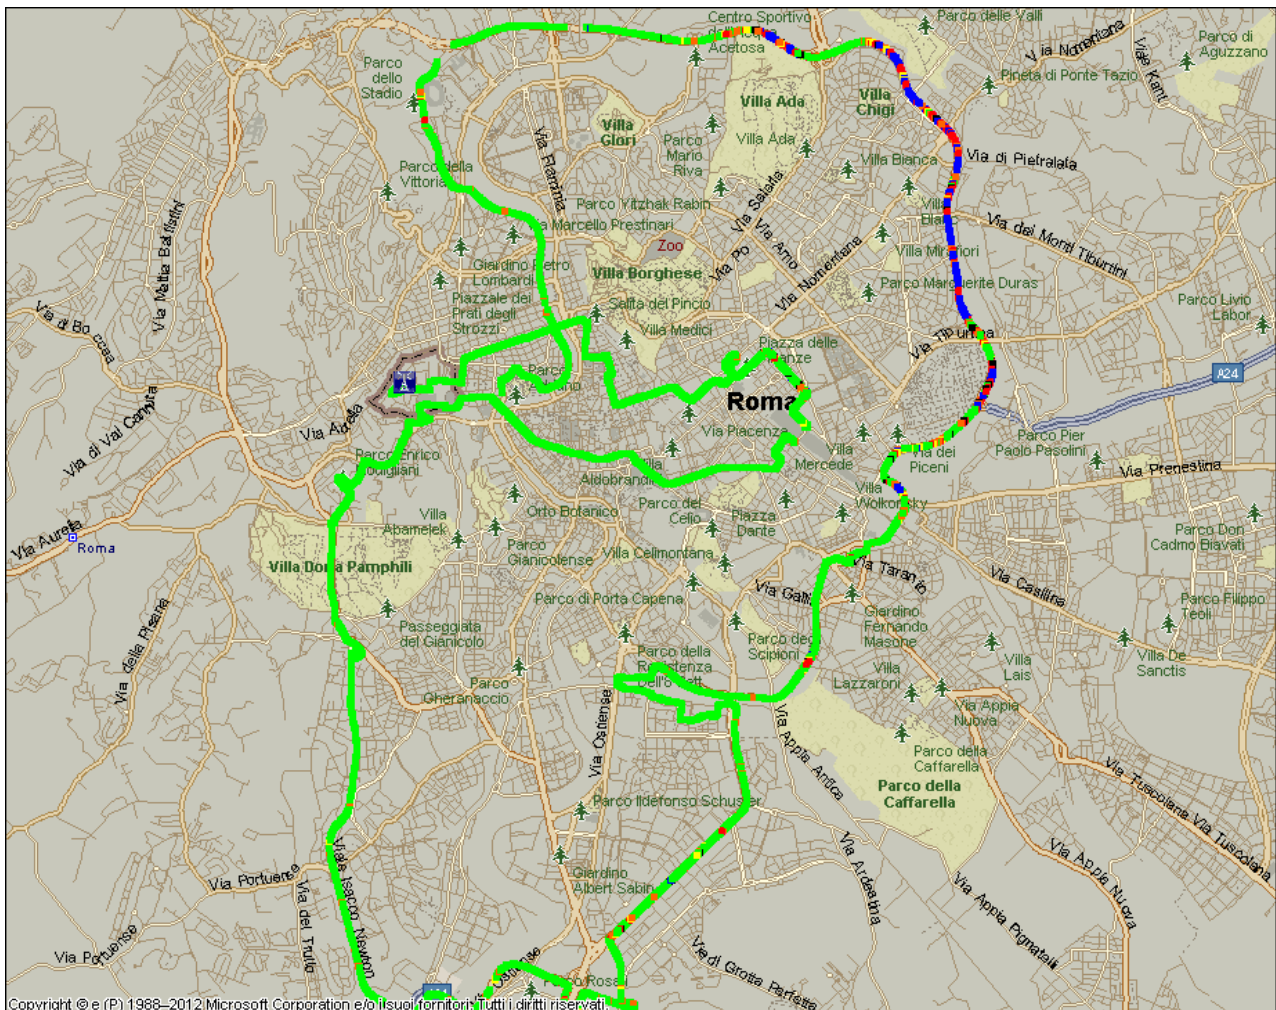 Centro Sportivo
dell'Acqua
Acetosa
Parco delle Valli
Via Nomentana
Viale Kant
Parco di
Aguzzano
Parco
dello
Stadio
Pineta di Ponte Tazio
Villa Ada
Villa
Chigi
Villa
Glori
Via Flaminia
Parco
Mario
Riva
Villa Ada
Villa Bianca
Via di Pietralata
Parco della
Vittoria
Via Salaria
Parco Yitzhak Rabin
Via Mattia Battistini
Via Marcello Prestinari
Zoo
Via Po
Via Arno
Via Nomentana
Villa Mirafiori
Via dei Monti Tiburtini
Giardino Pietro
Lombardi
Villa Borghese
Parco Marguerite Duras
Piazzale dei
Prati degli
Strozzi
Salita del Pincio
Villa Medici
Parco Livio
Labor
Via di Boccea
Via Tiburtina
Piazza delle
A24
Roma
Via Aurelia
Via di Val Cannuta
Via Piacenza
Villa
Mercede
Via dei
Piceni
Parco Pier
Paolo Pasolini
Via Prenestina
Parco Enrico
Villa
Aldobrandini
Villa
Wolkonsky
Villa
Abamelek
Orto Botanico
Parco del
Celio
Piazza
Dante
Parco Don
Cadmo Biavati
Via Aurelia
Roma
Parco
Gianicolense
Villa Celimontana
Villa Doria Pamphili
Via Taranto
Via Casilina
Via Gallia
Parco di Porta Capena
Parco Filippo
Teoli
Passeggiata
del Gianicolo
Giardino
Fernando
Masone
Via della Pisana
Parco degli
Scipioni
Parco della
Resistenza
Villa
Lais
Villa De
Sanctis
Villa
Lazzaroni
Parco
Gheranaccio
Via Ostiense
Via Appia
Nuova
Via Appia Antica
Parco della
Caffarella
Parco della
Caffarella
Via Tuscolana
Via Tuscolana
Parco Ildefonso Schuster
Viale Isacco Newton
Via Ardeatina
Via Appia Nuova
Via Portuense
Giardino
Albert Sabin
Via del Trullo
Via Appia Pignatelli
Via Portuense
Via di Grotta Perfetta
Ostiense
Copyright © e (P) 1988–2012 Microsoft Corporation e/o i suoi fornitori. Tutti i diritti riservati.